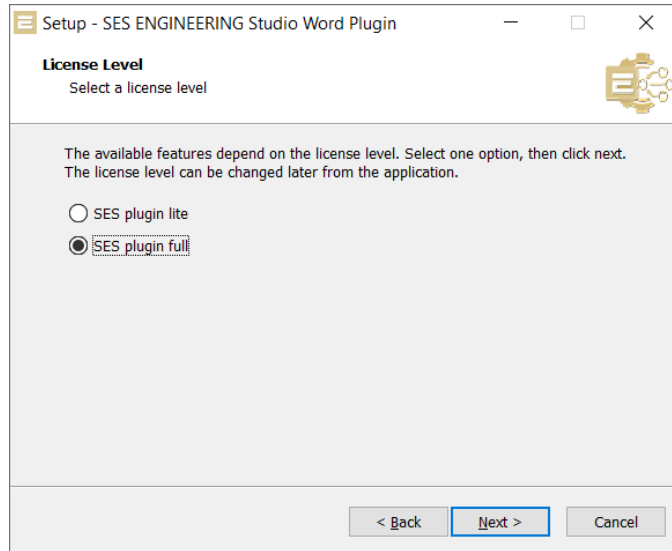 Setup - SES ENGINEERING Studio Word Plugin
License Level
Select a license level
The available features depend on the license level. Select one option, then click next.
The license level can be changed later from the application.
SES plugin lite
SES plugin full
< Back
Next >
Cancel